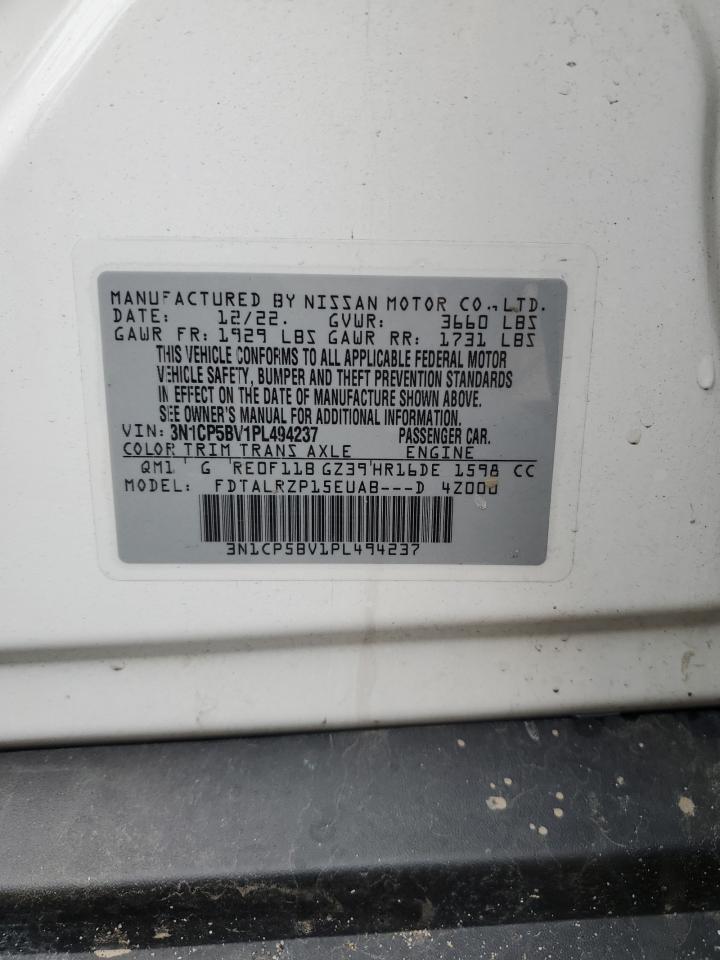 MANUFACTURED BY NISSAN MOTOR CO., LTD.
DATE: 12/22. GVWR: 3660 LBS
GAWR FR: 1929 LBS GAWR RR: 1731 LBS
THIS VEHICLE CONFORMS TO ALL APPLICABLE FEDERAL MOTOR
VEHICLE SAFETY, BUMPER AND THEFT PREVENTION STANDARDS
IN EFFECT ON THE DATE OF MANUFACTURE SHOWN ABOVE.
SEE OWNER'S MANUAL FOR ADDITIONAL INFORMATION.
VIN: 3N1CP5BV1PL494237 PASSENGER CAR.
COLOR TRIM TRANS AXLE ENGINE
QM1 G RE0F11B GZ39 HR16DE 1598 CC
MODEL: FDTALRZP15EUAB---D 4Z000
3N1CP5BV1PL494237